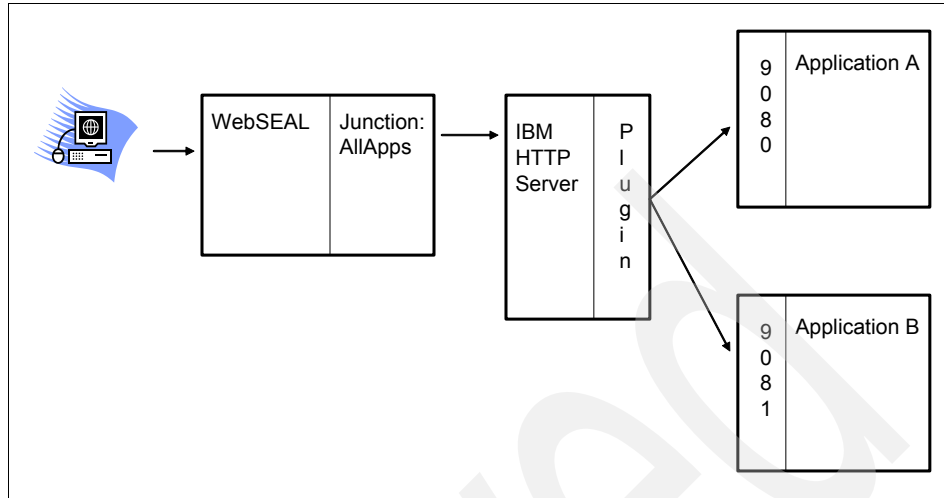 WebSEAL
Junction:
AllApps
IBM
HTTP
Server
P
l
u
g
i
n
9
0
8
0
Application A
9
0
8
1
Application B